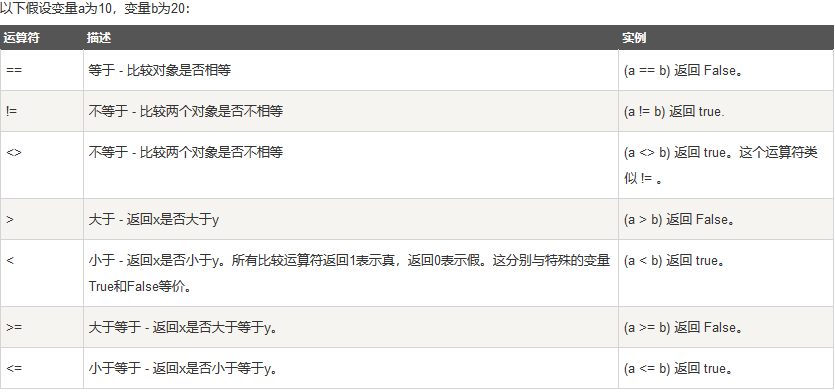 以下假设变量a为10，变量b为20：
运算符 描述 实例
== 等于 - 比较对象是否相等 (a == b) 返回 False。
!= 不等于 - 比较两个对象是否不相等 (a != b) 返回 true.
<> 不等于 - 比较两个对象是否不相等 (a <> b) 返回 true。这个运算符类
似 != 。
> 大于 - 返回x是否大于y (a > b) 返回 False。
< 小于 - 返回x是否小于y。所有比较运算符返回1表示真，返回0表示假。这分别与特殊的变量 (a < b) 返回 true。
True和False等价。
>= 大于等于 - 返回x是否大于等于y。 (a >= b) 返回 False。
<= 小于等于 - 返回x是否小于等于y。 (a <= b) 返回 true。